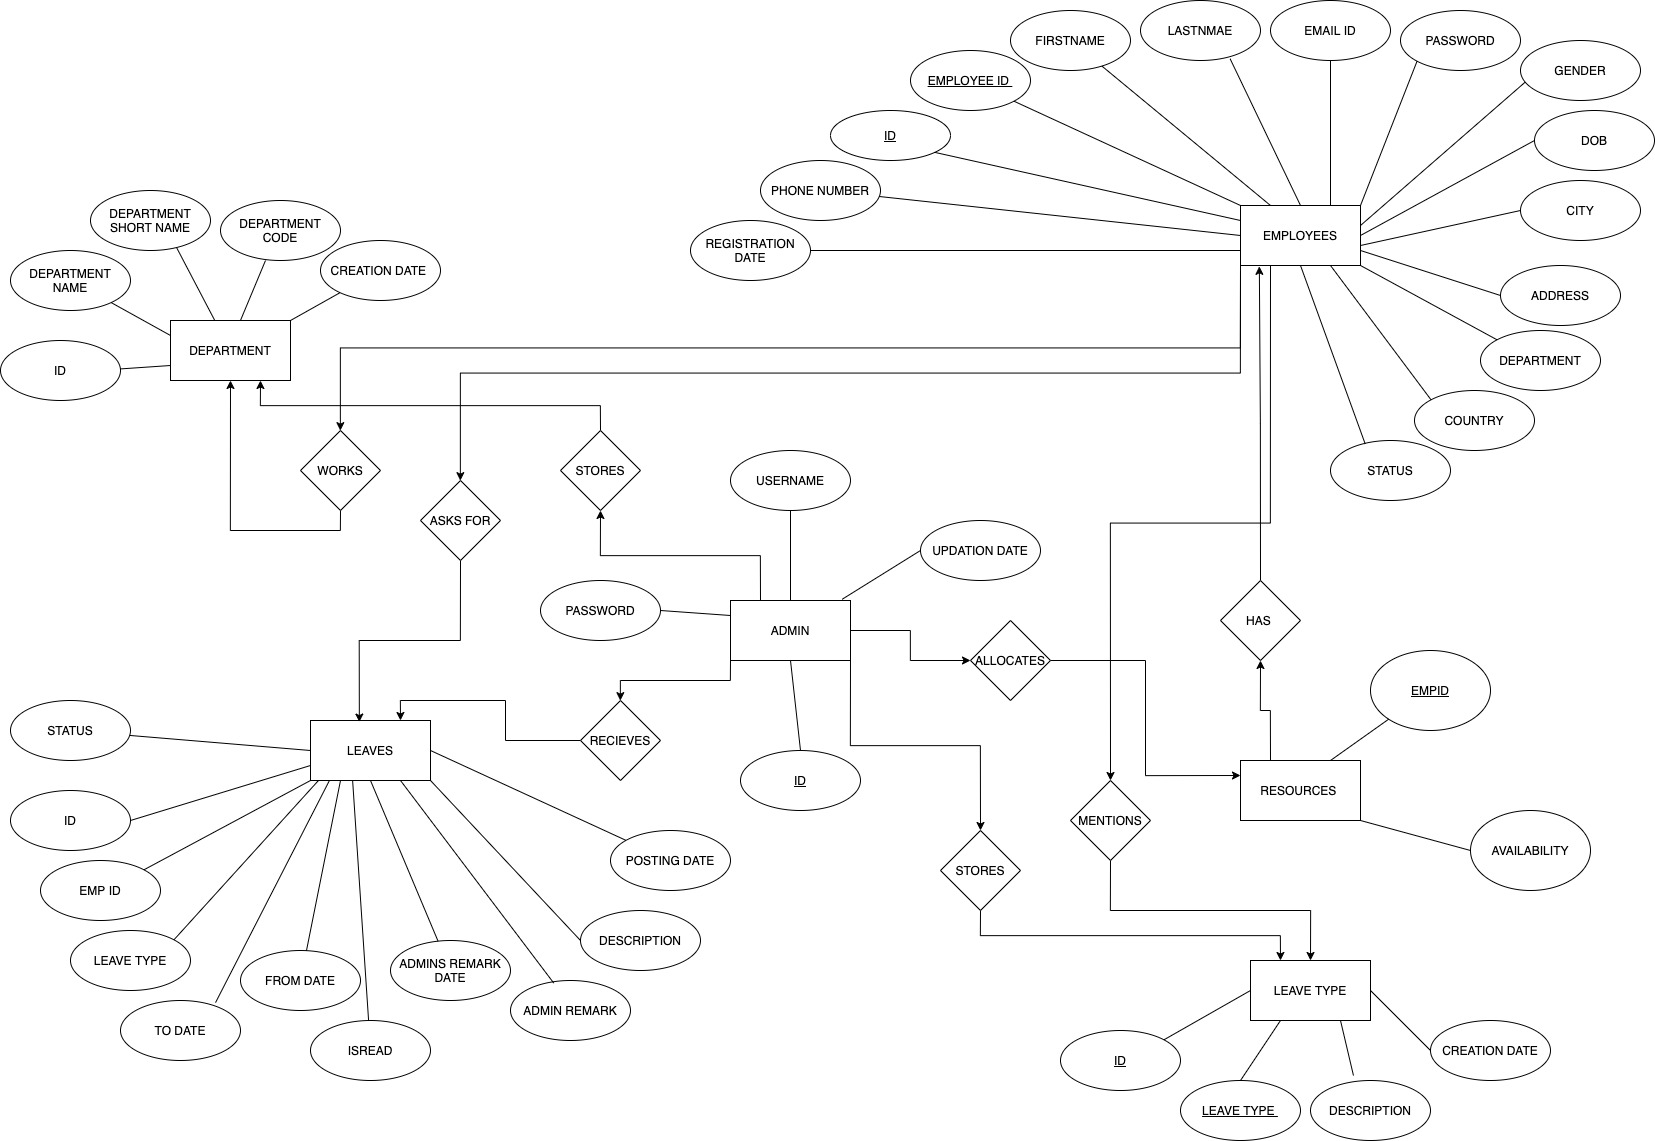 LASTNMAE
EMAIL ID
FIRSTNAME
PASSWORD
GENDER
EMPLOYEE ID
ID
DOB
PHONE NUMBER
CITY
DEPARTMENT
SHORT NAME
DEPARTMENT
CODE
EMPLOYEES
REGISTRATION
DATE
DEPARTMENT
NAME
CREATION DATE
ADDRESS
DEPARTMENT
DEPARTMENT
ID
COUNTRY
WORKS
STORES
STATUS
USERNAME
ASKS FOR
UPDATION DATE
PASSWORD
ADMIN
HAS
ALLOCATES
EMPID
STATUS
RECIEVES
LEAVES
ID
RESOURCES
ID
MENTIONS
AVAILABILITY
POSTING DATE
STORES
EMP ID
DESCRIPTION
LEAVE TYPE
ADMINS REMARK
DATE
FROM DATE
LEAVE TYPE
ADMIN REMARK
TO DATE
ISREAD
CREATION DATE
ID
LEAVE TYPE
DESCRIPTION